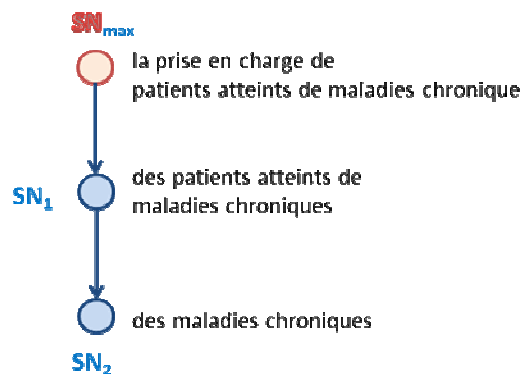 SNmax
la prise en charge de
patients atteints de maladies chronique
des patients atteints de
SN1
maladies chroniques
des maladies chroniques
SN2